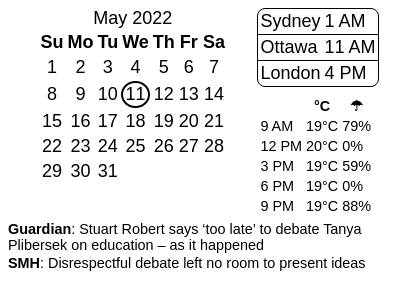 May 2022
Su Mo Tu We Th Fr Sa
1 2 3 4 5 6 7
8 9 10 11 12 13 14
15 16 17 18 19 20 21
22 23 24 25 26 27 28
29 30 31
Sydney 1 AM
Ottawa 11 AM
London 4 PM
°C ☂
9 AM 19°C 79%
12 PM 20°C 0%
3 PM 19°C 59%
6 PM 19°C 0%
9 PM 19°C 88%
Guardian: Stuart Robert says ‘too late’ to debate Tanya
Plibersek on education – as it happened
SMH: Disrespectful debate left no room to present ideas